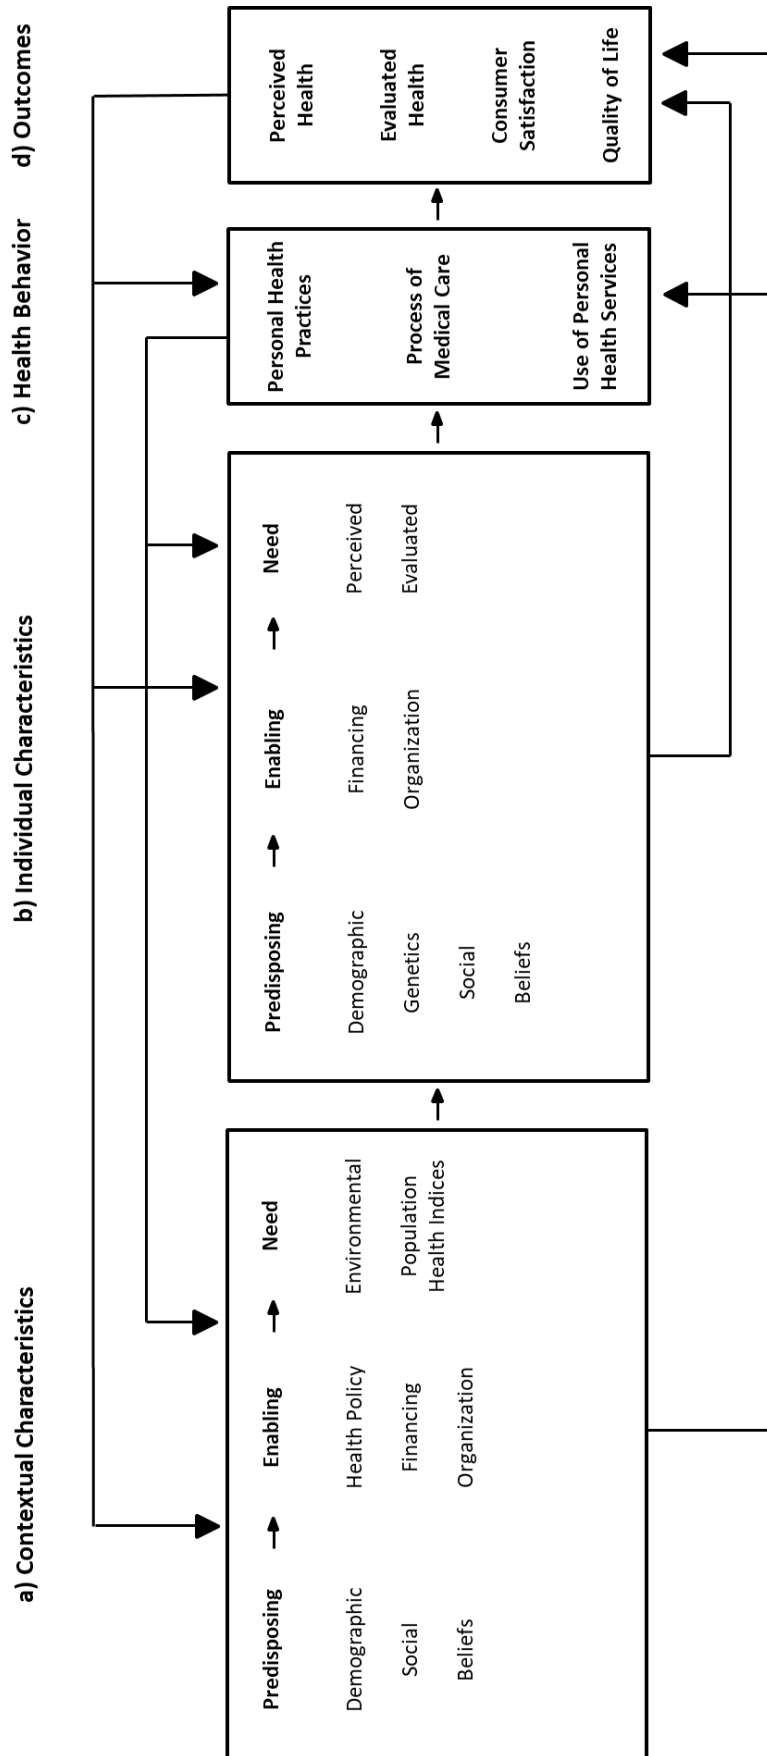 a) Contextual Characteristics
b) Individual Characteristics
c) Health Behavior
d) Outcomes
Predisposing
Demographic
Social
Beliefs
Enabling
Health Policy
Financing
Organization
Need
Environmental
Population
Health Indices
Predisposing
Demographic
Genetics
Social
Beliefs
Enabling
Financing
Organization
Need
Perceived
Evaluated
Personal Health
Practices
Process of
Medical Care
Use of Personal
Health Services
Perceived
Health
Evaluated
Health
Consumer
Satisfaction
Quality of Life